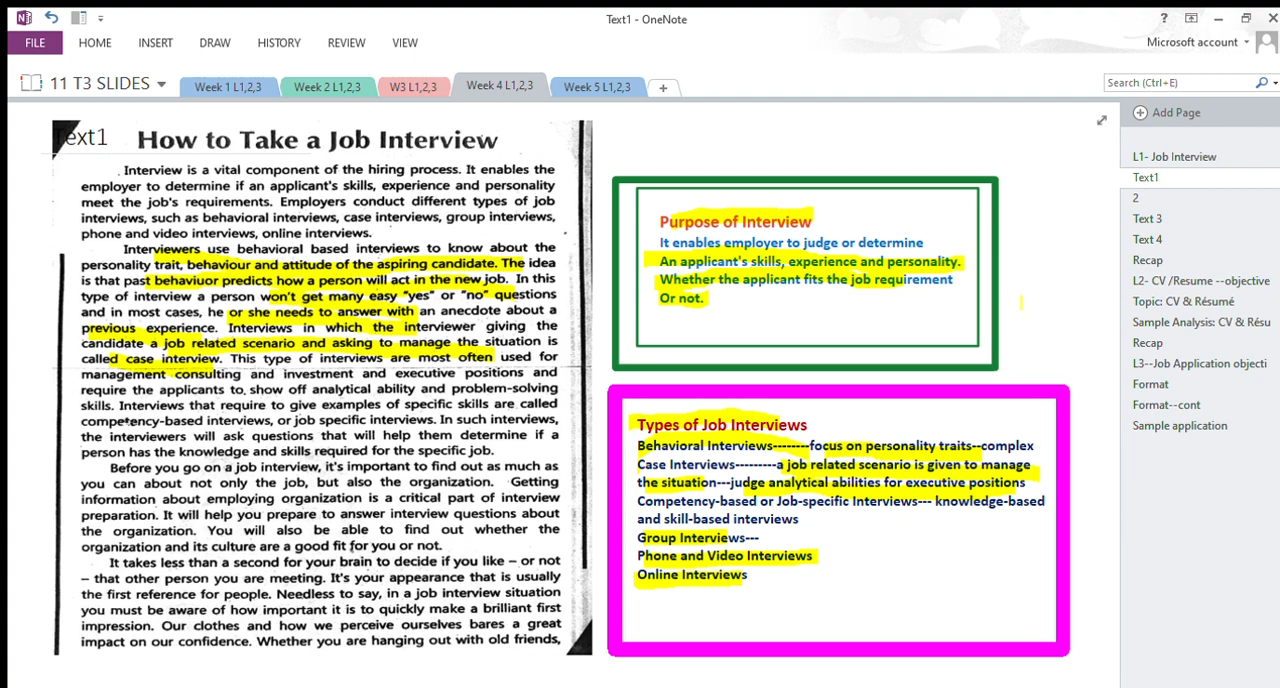 Text1 - OneNote
?
Microsoft account
FILE HOME INSERT DRAW HISTORY REVIEW VIEW
11 T3 SLIDES
Week 1 L1,2,3
Week 2 L1,2,3
W3 L1,2,3
Week 4 L1,2,3
Week 5 L1,2,3
+
Search (Ctrl+E)
Text1
How to Take a Job Interview
Interview is a vital component of the hiring process. It enables the
employer to determine if an applicant's skills, experience and personality
meet the job's requirements. Employers conduct different types of job
interviews, such as behavioral interviews, case interviews, group interviews,
phone and video interviews, online interviews.
Interviewers use behavioral based interviews to know about the
personality trait, behaviour and attitude of the aspiring candidate. The idea
is that past behaviuor predicts how a person will act in the new job. In this
type of interview a person won't get many easy "yes" or "no" questions
and in most cases, he or she needs to answer with an anecdote about a
previous experience. Interviews in which the interviewer giving the
candidate a job related scenario and asking to manage the situation is
called case interview. This type of interviews are most often used for
management consulting and investment and executive positions and
require the applicants to show off analytical ability and problem-solving
skills. Interviews that require to give examples of specific skills are called
competency-based interviews, or job specific interviews. In such interviews,
the interviewers will ask questions that will help them determine if a
person has the knowledge and skills required for the specific job.
Before you go on a job interview, it's important to find out as much as
you can about not only the job, but also the organization. Getting
information about employing organization is a critical part of interview
preparation. It will help you prepare to answer interview questions about
the organization. You will also be able to find out whether the
organization and its culture are a good fit for you or not.
It takes less than a second for your brain to decide if you like – or not
– that other person you are meeting. It's your appearance that is usually
the first reference for people. Needless to say, in a job interview situation
you must be aware of how important it is to quickly make a brilliant first
impression. Our clothes and how we perceive ourselves bares a great
impact on our confidence. Whether you are hanging out with old friends,
Purpose of Interview
It enables employer to judge or determine
An applicant's skills, experience and personality.
Whether the applicant fits the job requirement
Or not.
Types of Job Interviews
Behavioral Interviews--------focus on personality traits--complex
Case Interviews---------a job related scenario is given to manage
the situation---judge analytical abilities for executive positions
Competency-based or Job-specific Interviews--- knowledge-based
and skill-based interviews
Group Interviews---
Phone and Video Interviews
Online Interviews
Add Page
L1- Job Interview
Text1
2
Text 3
Text 4
Recap
L2- CV /Resume --objective
Topic: CV & Résumé
Sample Analysis: CV & Résu
Recap
L3--Job Application objecti
Format
Format--cont
Sample application